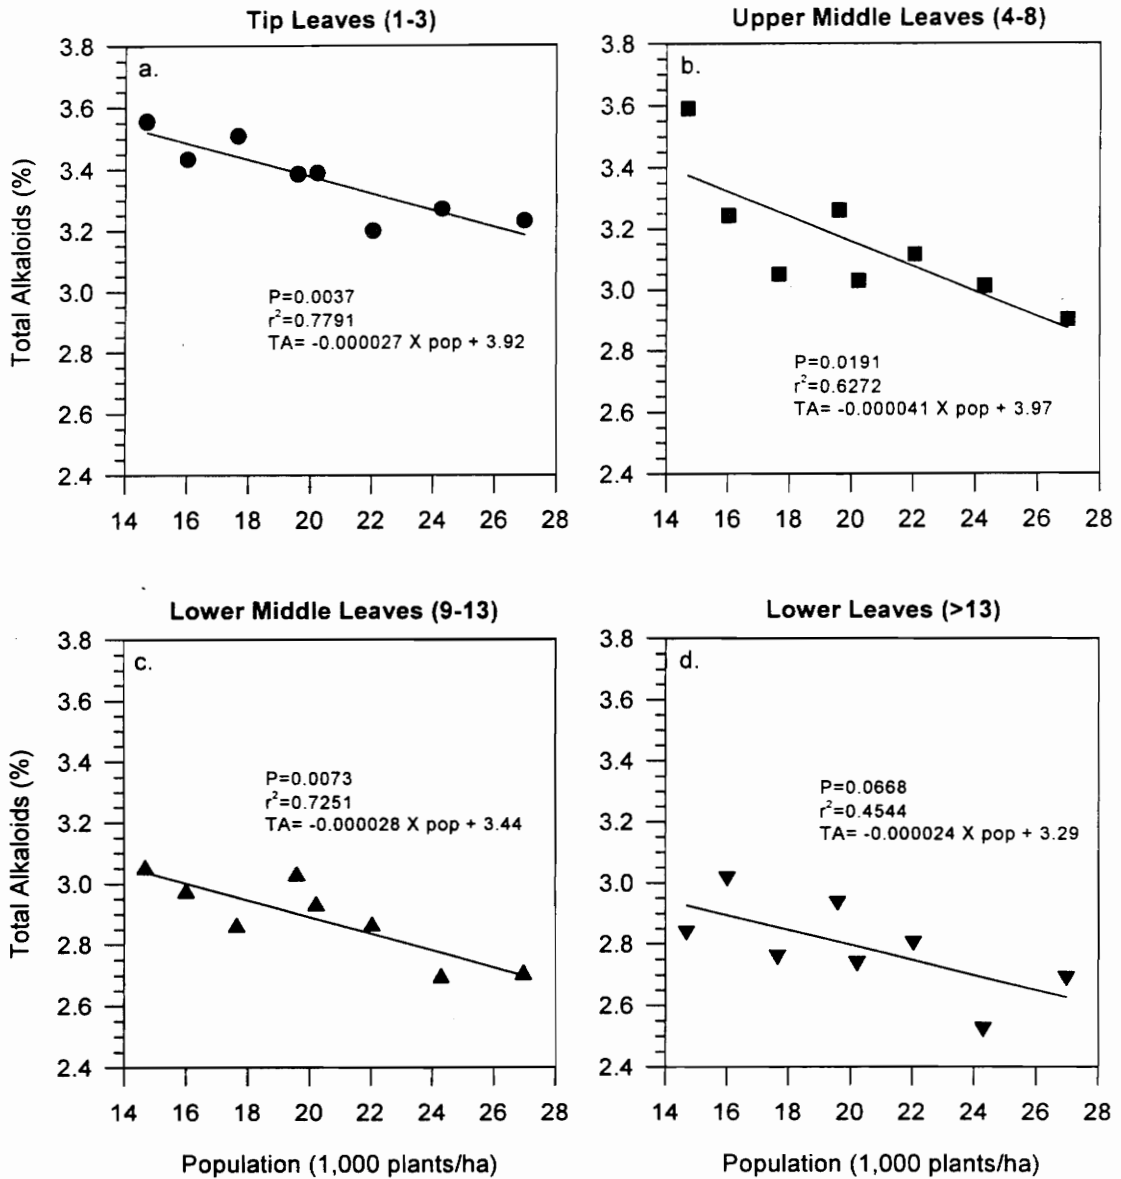 Tip Leaves (1-3)
a.
3.8
3.6
3.4
3.2
3.0
2.8
2.6
2.4
Total Alkaloids (%)
P=0.0037
r²=0.7791
TA= -0.000027 X pop + 3.92
14 16 18 20 22 24 26 28
Upper Middle Leaves (4-8)
b.
3.8
3.6
3.4
3.2
3.0
2.8
2.6
2.4
P=0.0191
r²=0.6272
TA= -0.000041 X pop + 3.97
14 16 18 20 22 24 26 28
Lower Middle Leaves (9-13)
c.
3.8
3.6
3.4
3.2
3.0
2.8
2.6
2.4
Total Alkaloids (%)
P=0.0073
r²=0.7251
TA= -0.000028 X pop + 3.44
14 16 18 20 22 24 26 28
Population (1,000 plants/ha)
Lower Leaves (>13)
d.
3.8
3.6
3.4
3.2
3.0
2.8
2.6
2.4
P=0.0668
r²=0.4544
TA= -0.000024 X pop + 3.29
14 16 18 20 22 24 26 28
Population (1,000 plants/ha)